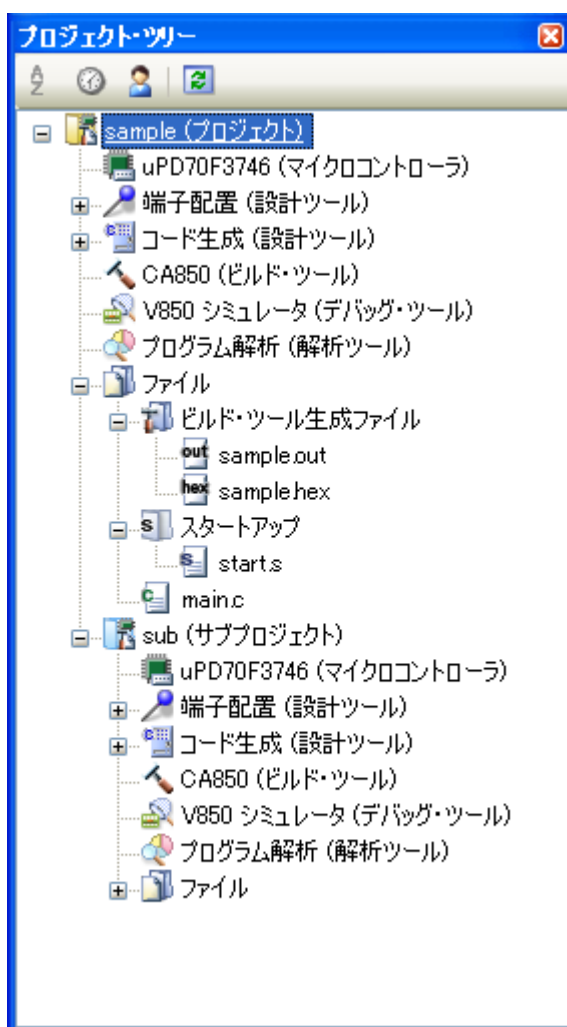 プロジェクト・ツリー
sample (プロジェクト)
uPD70F3746 (マイクロコントローラ)
端子配置 (設計ツール)
コード生成 (設計ツール)
CA850 (ビルド・ツール)
V850 シミュレータ (デバッグ・ツール)
プログラム解析 (解析ツール)
ファイル
ビルド・ツール生成ファイル
out sample.out
hex sample.hex
S スタートアップ
S start.s
C main.c
sub (サブプロジェクト)
uPD70F3746 (マイクロコントローラ)
端子配置 (設計ツール)
コード生成 (設計ツール)
CA850 (ビルド・ツール)
V850 シミュレータ (デバッグ・ツール)
プログラム解析 (解析ツール)
ファイル